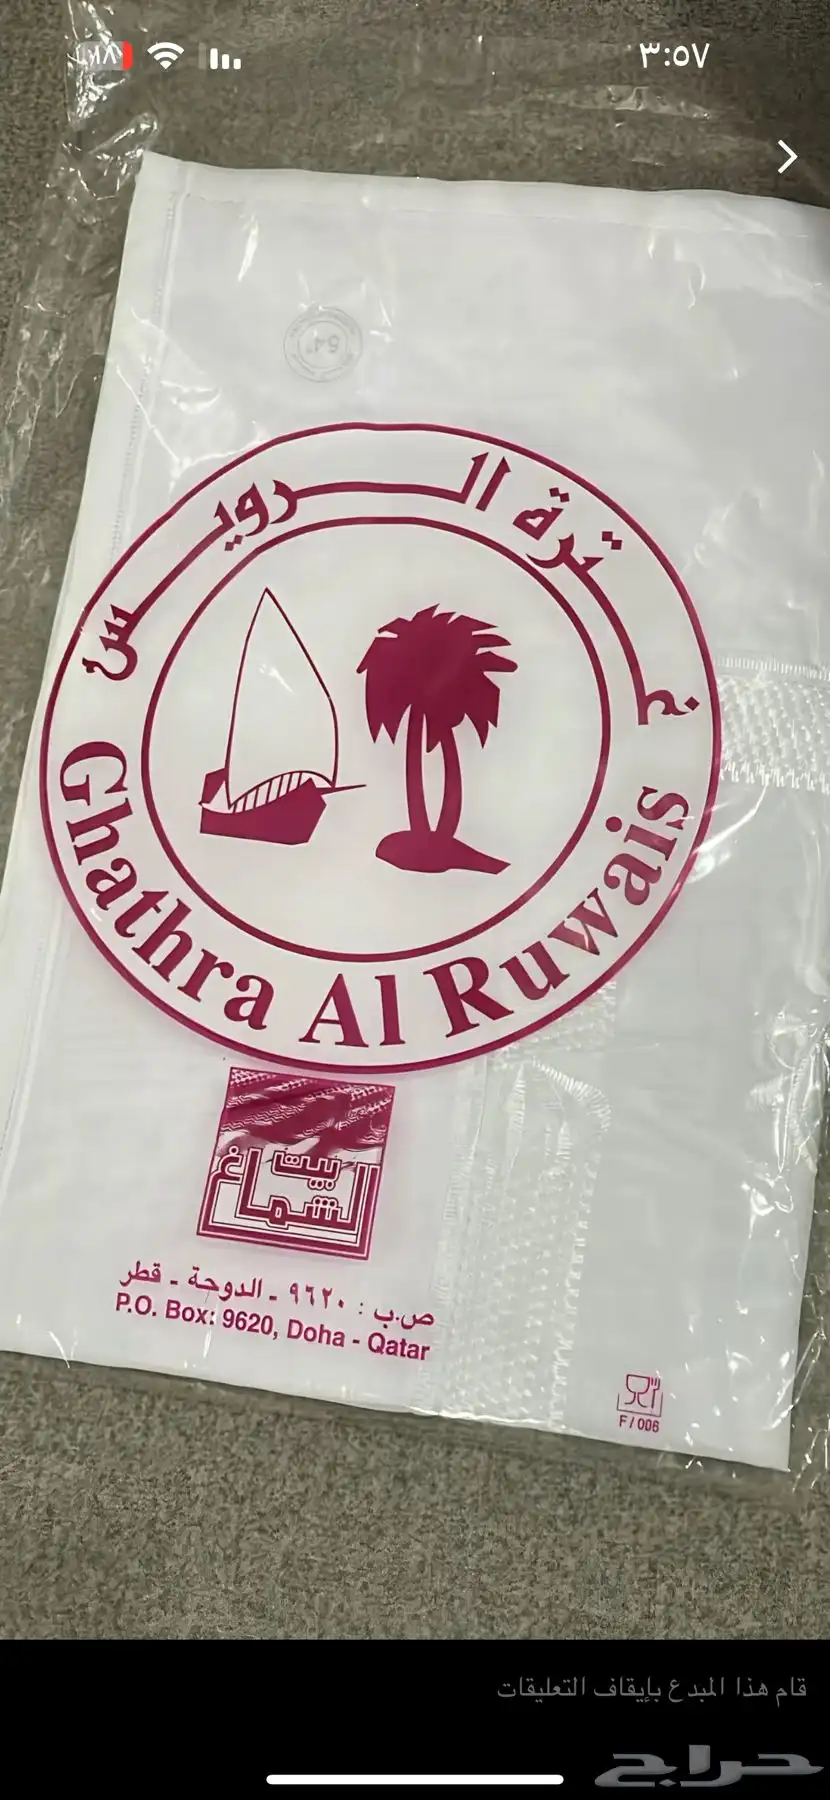 ٣:٥٧
غترة الرويس
Ghathra Al Ruwais
بيت
الشماغ
ص.ب : ٩٦٢٠ ـ الدوحة ـ قطر
P.O. Box: 9620, Doha - Qatar
F / 006
قام هذا المبدع بإيقاف التعليقات
حراج